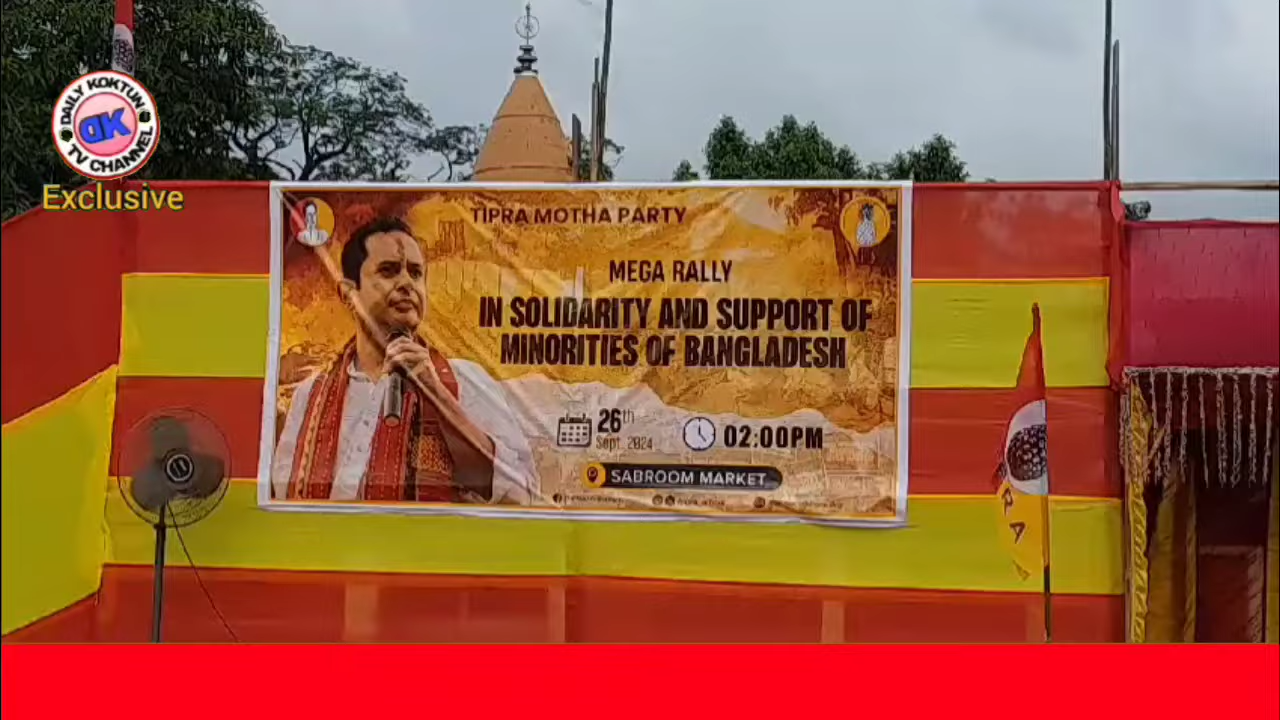 DAILY KOKTUN
DK
TV CHANNEL
Exclusive
TIPRA MOTHA PARTY
MEGA RALLY
IN SOLIDARITY AND SUPPORT OF
MINORITIES OF BANGLADESH
26th
Sept. 2024
02:00PM
SABROOM MARKET
RA